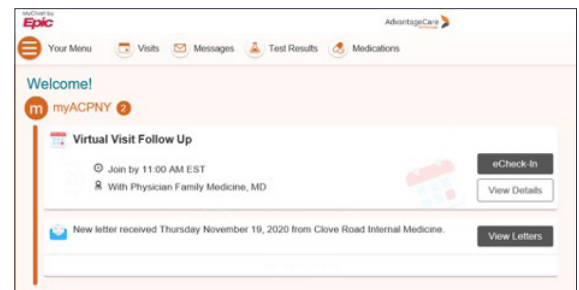 MyChart by
Epic
AdvantageCare
Your Menu Visits Messages Test Results Medications
Welcome!
m myACPNY 2
Virtual Visit Follow Up
Join by 11:00 AM EST
With Physician Family Medicine, MD
eCheck-In
View Details
New letter received Thursday November 19, 2020 from Clove Road Internal Medicine.
View Letters